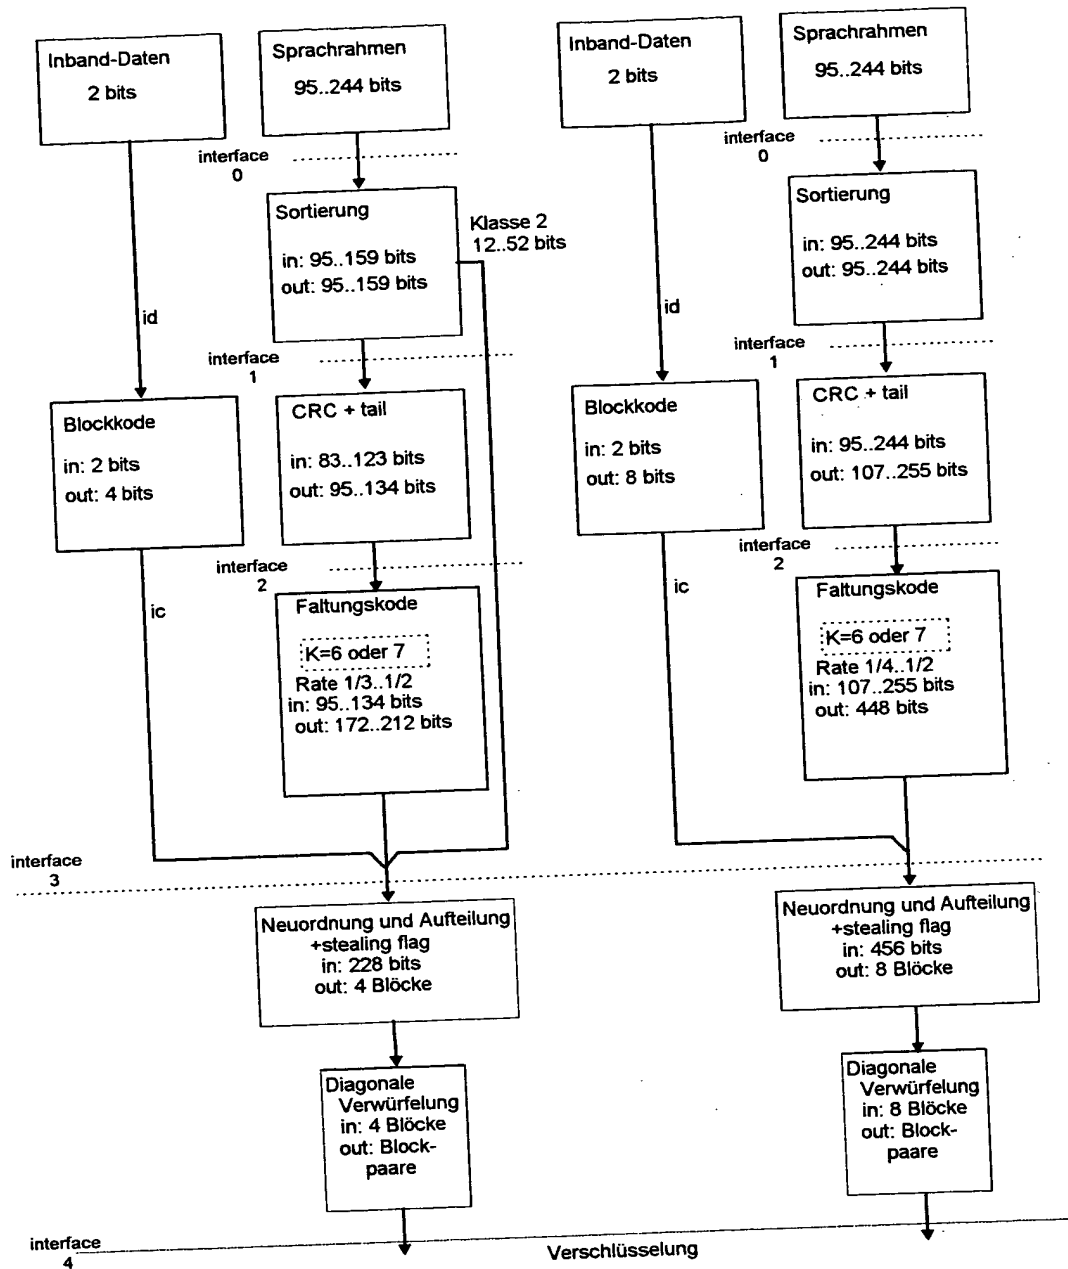 Inband-Daten
2 bits
Sprachrahmen
95..244 bits
interface
0
Sortierung
in: 95..159 bits
out: 95..159 bits
Klasse 2
12..52 bits
id
interface
1
Blockkode
in: 2 bits
out: 4 bits
CRC + tail
in: 83..123 bits
out: 95..134 bits
interface
2
ic
Faltungskode
K=6 oder 7
Rate 1/3..1/2
in: 95..134 bits
out: 172..212 bits
interface
3
Neuordnung und Aufteilung
+stealing flag
in: 228 bits
out: 4 Blöcke
Diagonale
Verwürfelung
in: 4 Blöcke
out: Block-
paare
interface
4
Inband-Daten
2 bits
Sprachrahmen
95..244 bits
interface
0
Sortierung
in: 95..244 bits
out: 95..244 bits
id
interface
1
Blockkode
in: 2 bits
out: 8 bits
CRC + tail
in: 95..244 bits
out: 107..255 bits
interface
2
ic
Faltungskode
K=6 oder 7
Rate 1/4..1/2
in: 107..255 bits
out: 448 bits
Neuordnung und Aufteilung
+stealing flag
in: 456 bits
out: 8 Blöcke
Diagonale
Verwürfelung
in: 8 Blöcke
out: Block-
paare
Verschlüsselung